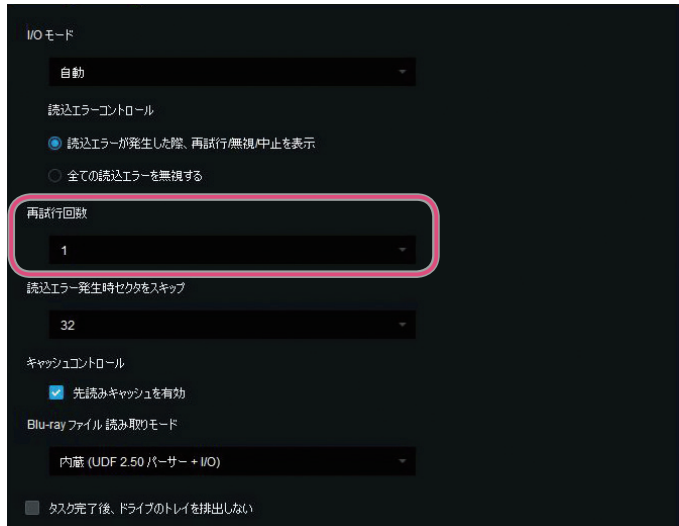 I/O モード
自動
読込エラーコントロール
読込エラーが発生した際、再試行/無視/中止を表示
全ての読込エラーを無視する
再試行回数
1
読込エラー発生時セクタをスキップ
32
キャッシュコントロール
先読みキャッシュを有効
Blu-ray ファイル 読み取りモード
内蔵 (UDF 2.50 パーサー + I/O)
タスク完了後、ドライブのトレイを排出しない